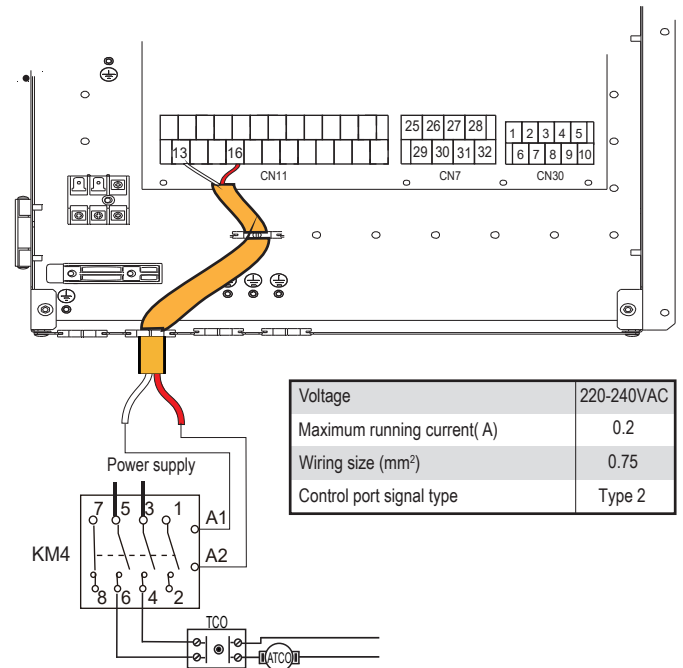 25 26 27 28
1 2 3 4 5
13 16
29 30 31 32
6 7 8 9 10
CN11
CN7
CN30
Voltage 220-240VAC
Maximum running current( A) 0.2
Wiring size (mm²) 0.75
Control port signal type Type 2
Power supply
7 5 3 1
A1
KM4
A2
8 6 4 2
TCO
ATCO